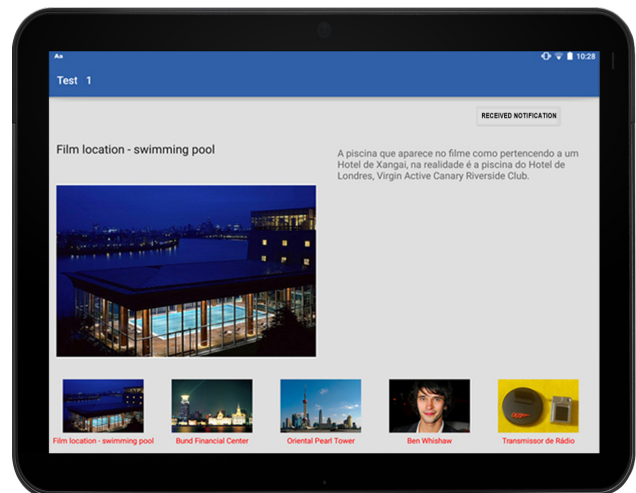 Aa 10:28
Test 1
RECEIVED NOTIFICATION
Film location - swimming pool
A piscina que aparece no filme como pertencendo a um
Hotel de Xangai, na realidade é a piscina do Hotel de
Londres, Virgin Active Canary Riverside Club.
Film location - swimming pool
Bund Financial Center
Oriental Pearl Tower
Ben Whishaw
Transmissor de Rádio